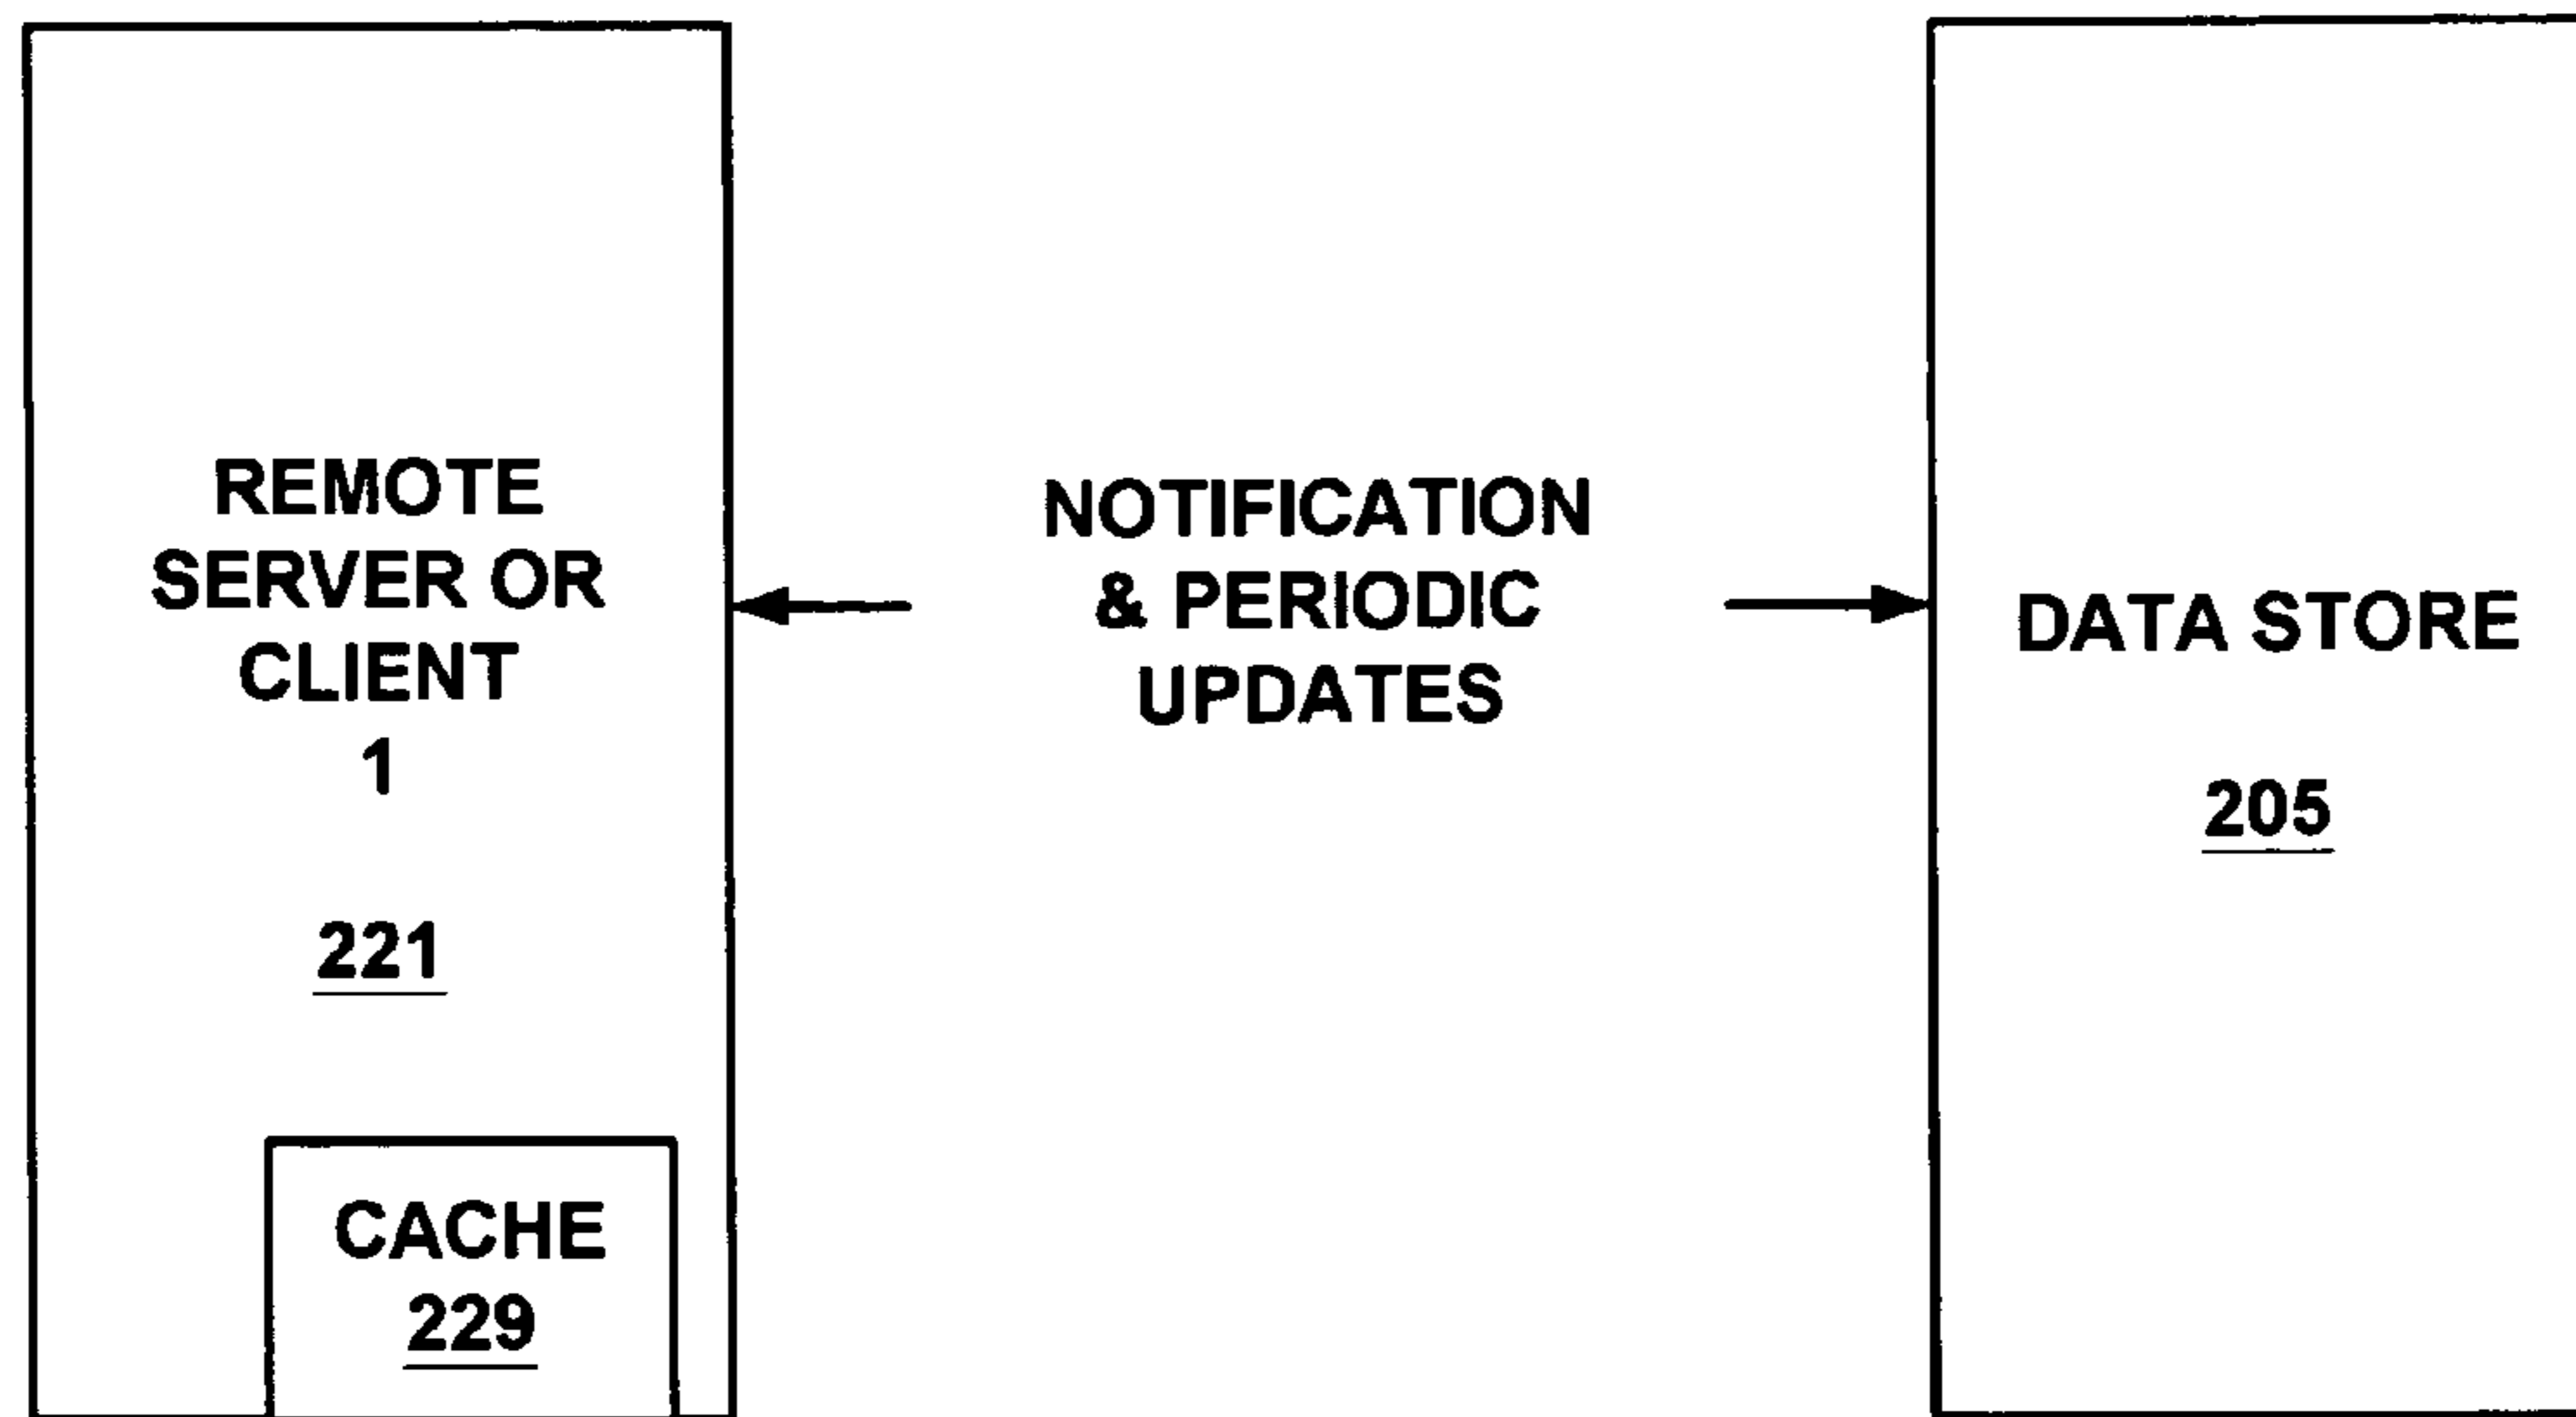 REMOTE
SERVER OR
CLIENT
1
221
CACHE
229
NOTIFICATION
& PERIODIC
UPDATES
DATA STORE
205